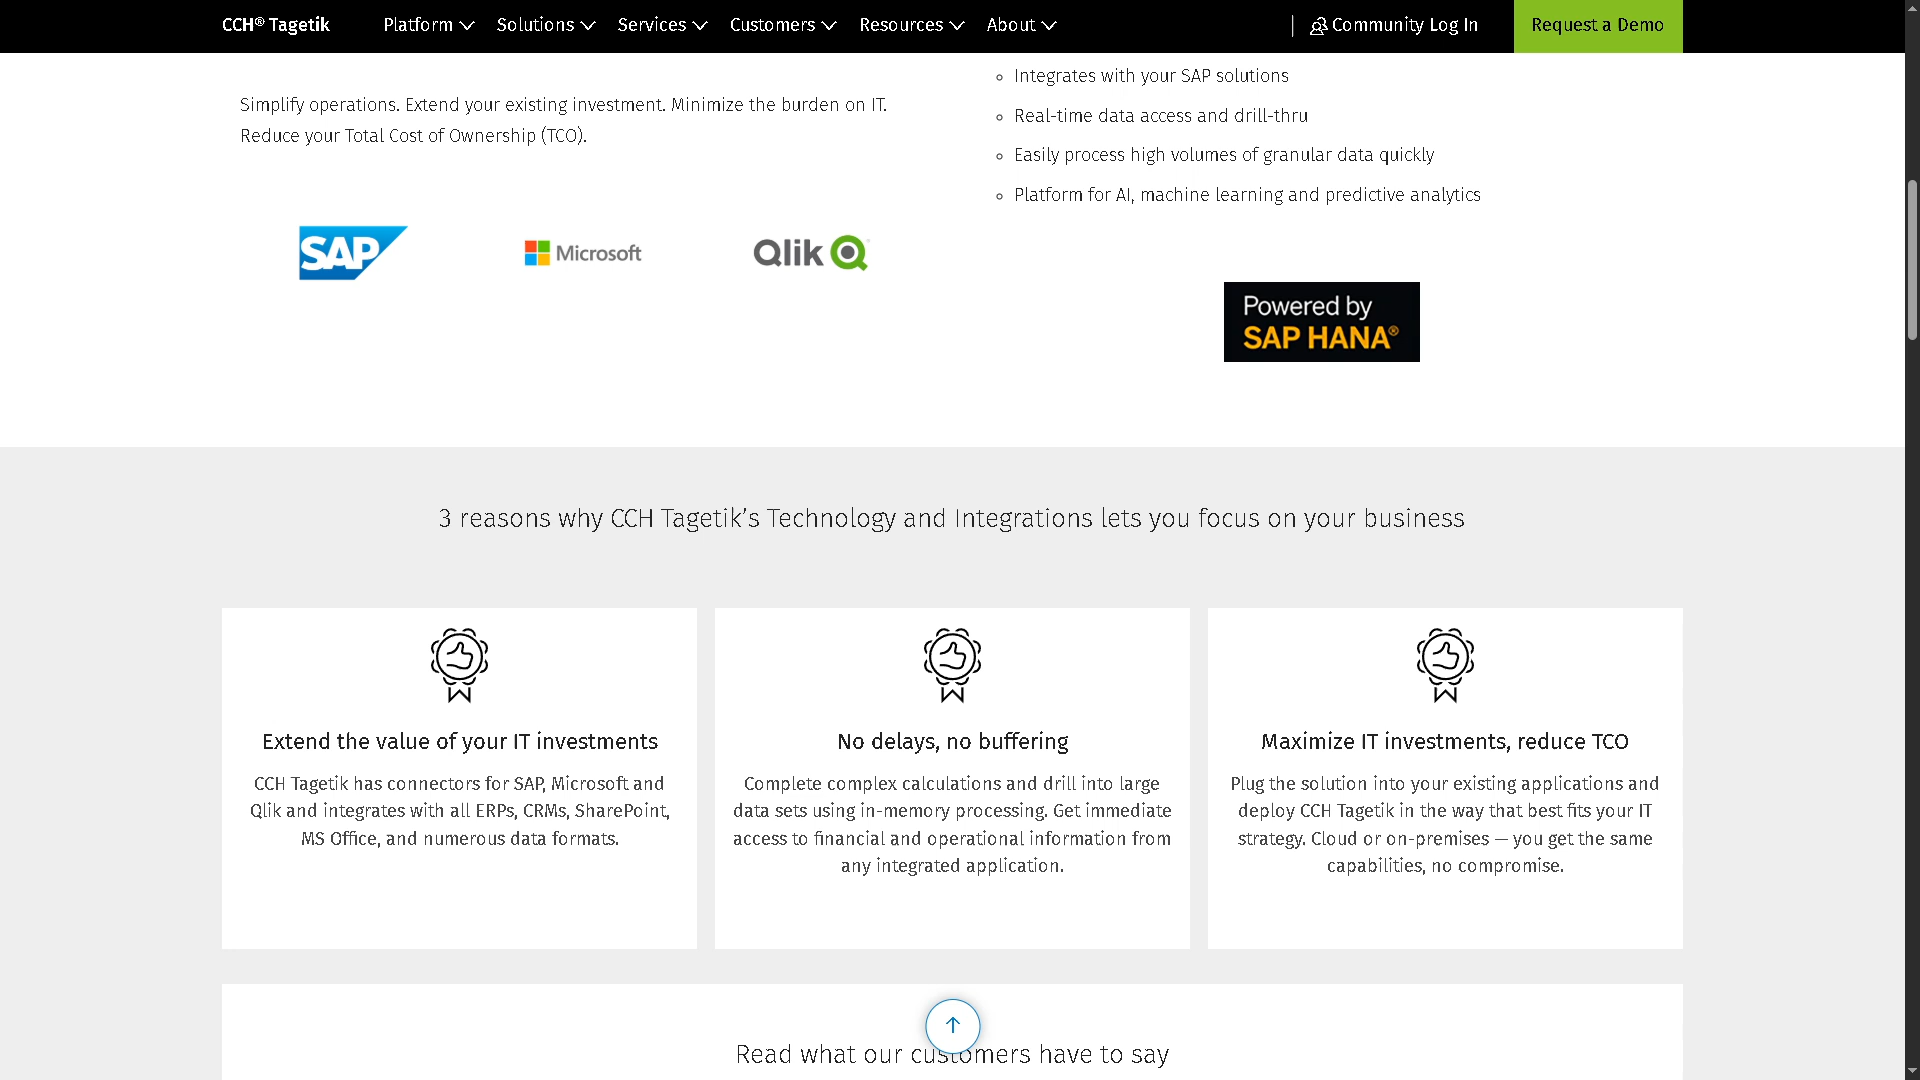 CCH® Tagetik
Platform
Solutions
Services
Customers
Resources
About
Community Log In
Request a Demo
Simplify operations. Extend your existing investment. Minimize the burden on IT.
Reduce your Total Cost of Ownership (TCO).
SAP
Microsoft
Qlik
Integrates with your SAP solutions
Real-time data access and drill-thru
Easily process high volumes of granular data quickly
Platform for AI, machine learning and predictive analytics
Powered by
SAP HANA®
3 reasons why CCH Tagetik’s Technology and Integrations lets you focus on your business
Extend the value of your IT investments
CCH Tagetik has connectors for SAP, Microsoft and
Qlik and integrates with all ERPs, CRMs, SharePoint,
MS Office, and numerous data formats.
No delays, no buffering
Complete complex calculations and drill into large
data sets using in-memory processing. Get immediate
access to financial and operational information from
any integrated application.
Maximize IT investments, reduce TCO
Plug the solution into your existing applications and
deploy CCH Tagetik in the way that best fits your IT
strategy. Cloud or on-premises — you get the same
capabilities, no compromise.
Read what our customers have to say